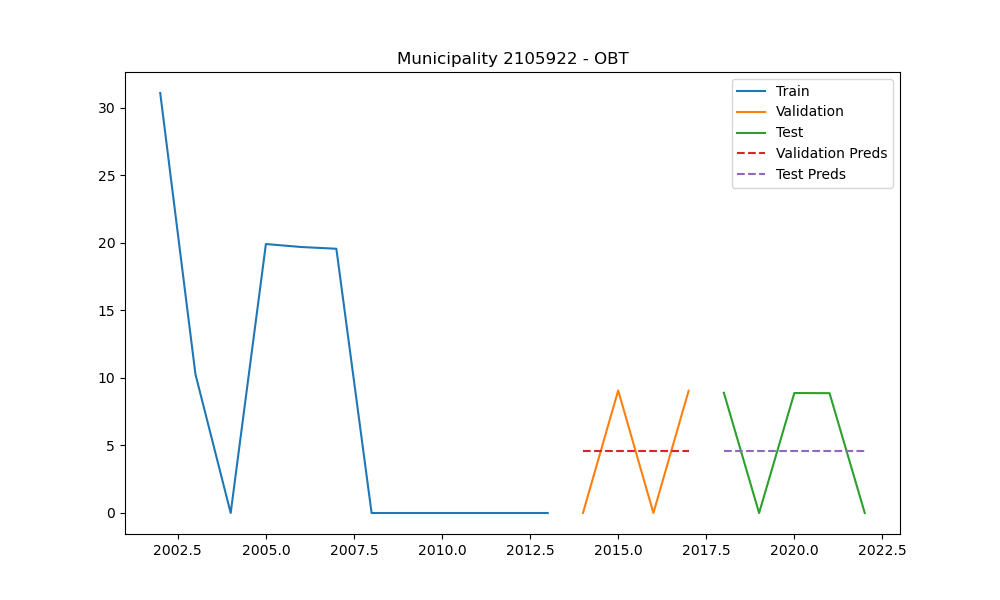 Municipality 2105922 - OBT
Train
Validation
Test
Validation Preds
Test Preds
30
25
20
15
10
5
0
2002.5 2005.0 2007.5 2010.0 2012.5 2015.0 2017.5 2020.0 2022.5